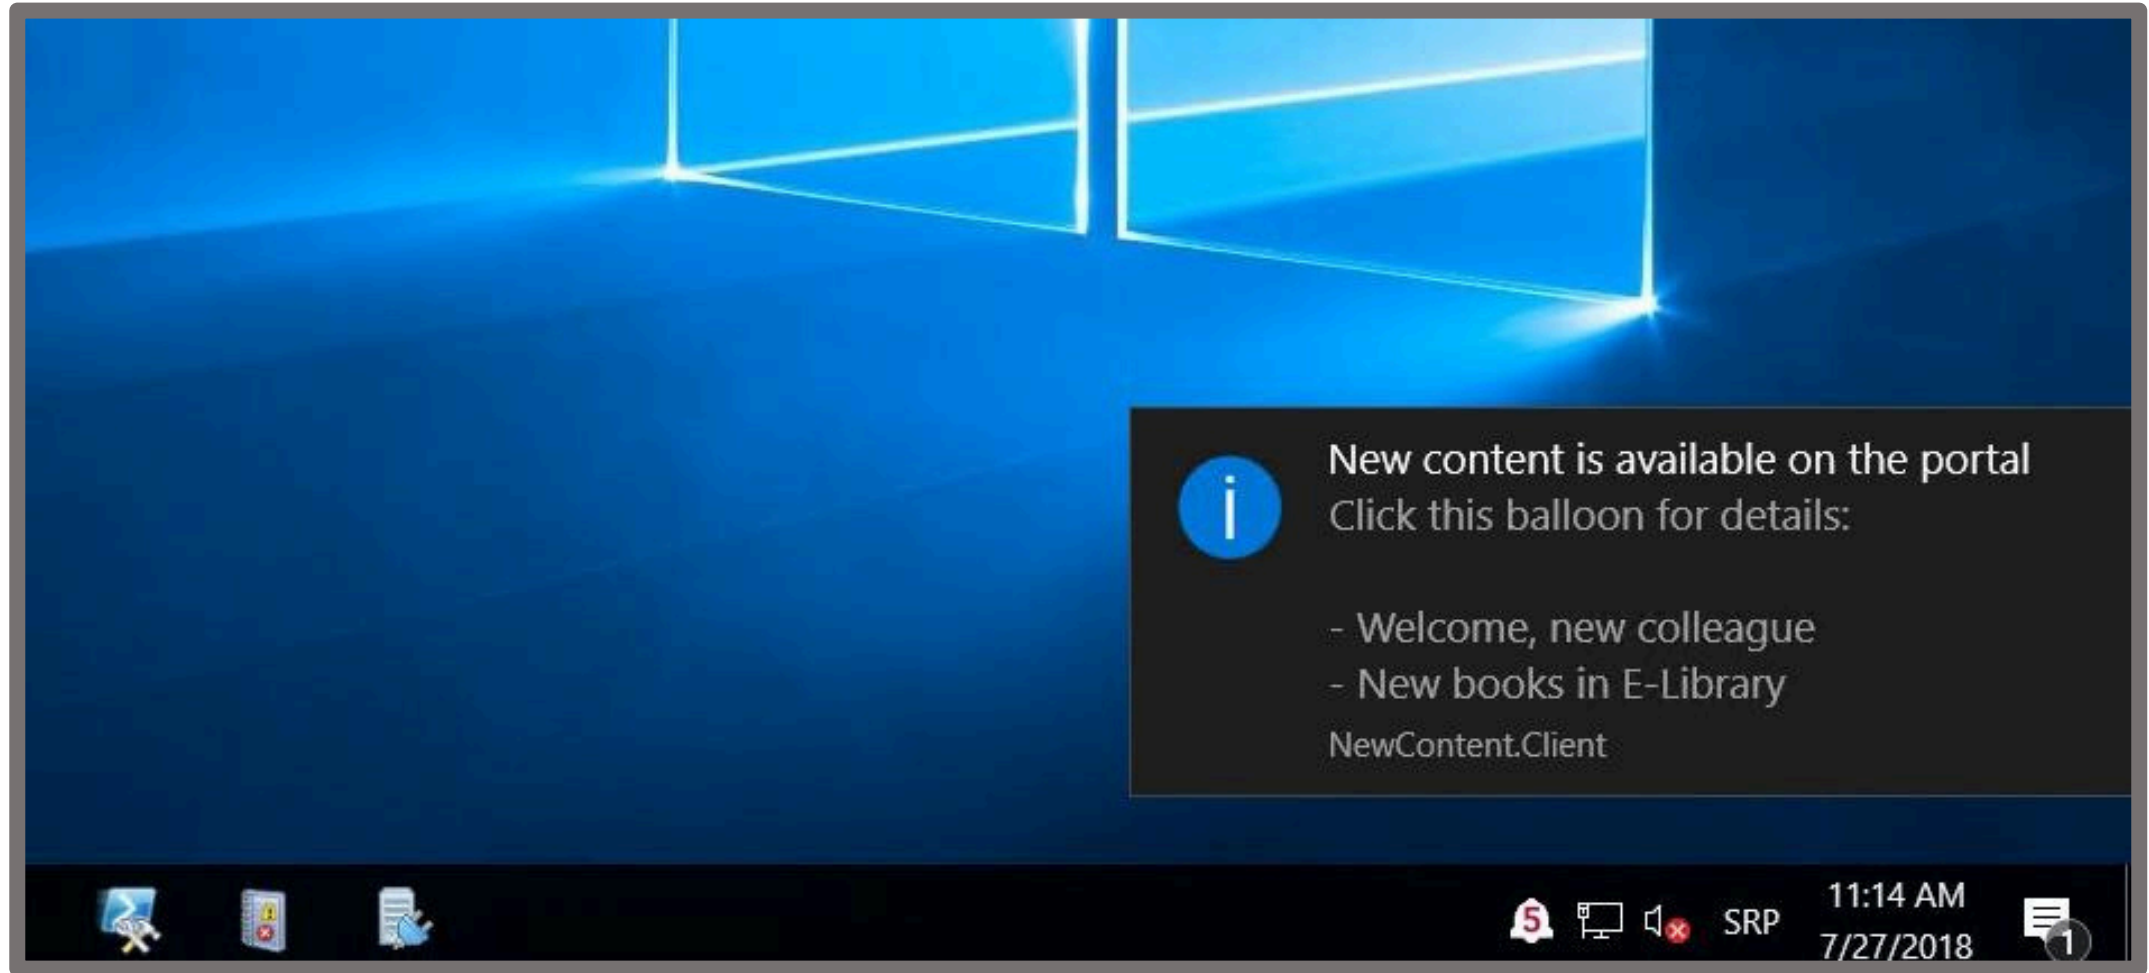 New content is available on the portal
Click this balloon for details:
- Welcome, new colleague
- New books in E-Library
NewContent.Client
5
SRP
11:14 AM
7/27/2018
1